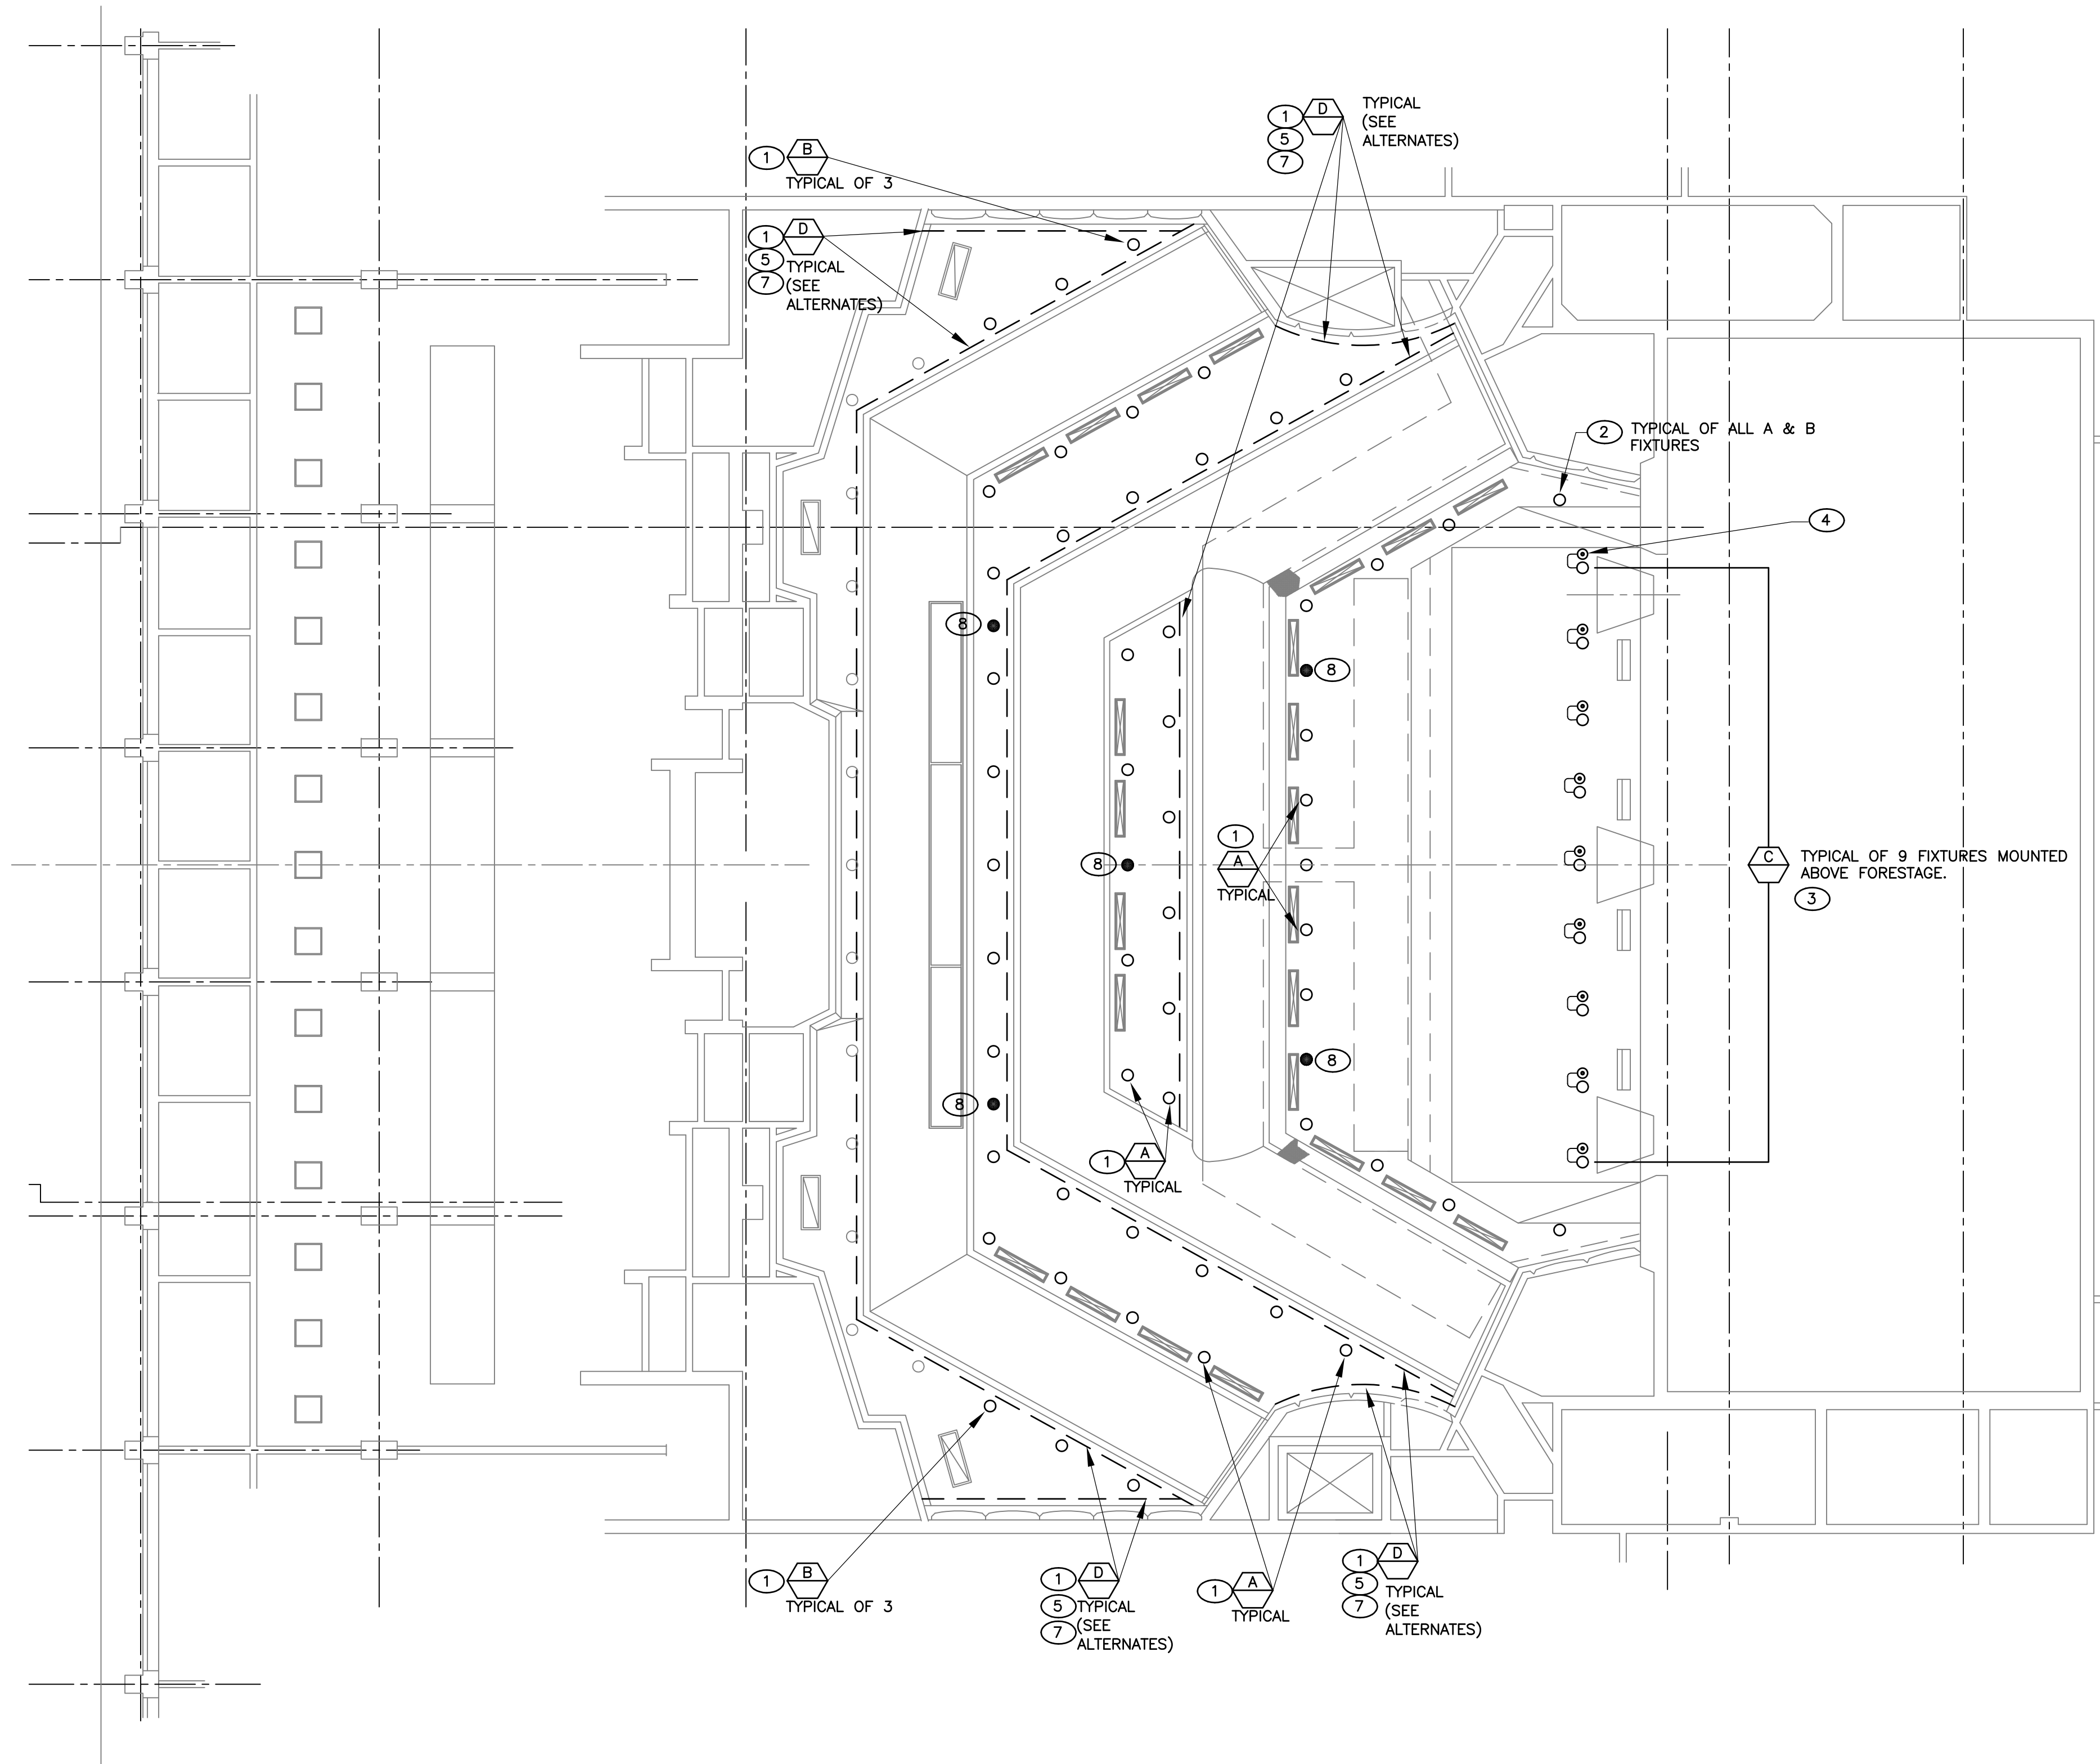 D
TYPICAL
1
(SEE
5
ALTERNATES)
7
B
1
TYPICAL OF 3
D
1
5
TYPICAL
7
(SEE
ALTERNATES)
2
TYPICAL OF ALL A & B
FIXTURES
4
8
8
1
A
TYPICAL
8
C
TYPICAL OF 9 FIXTURES MOUNTED
ABOVE FORESTAGE.
3
8
8
1
A
TYPICAL
1
B
TYPICAL OF 3
1
D
5
TYPICAL
7
(SEE
ALTERNATES)
1
A
TYPICAL
1
D
5
TYPICAL
7
(SEE
ALTERNATES)